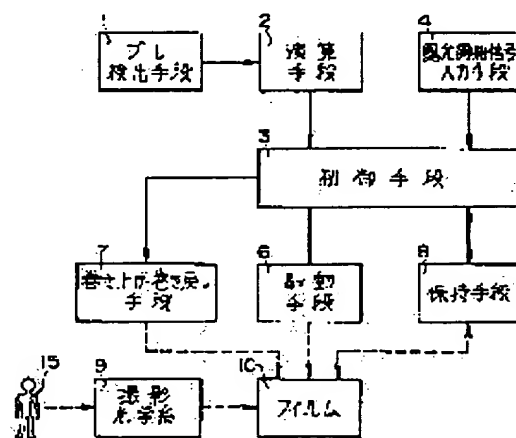 1
ブレ
検出手段
2
演算
手段
4
露光開始信号
入力手段
3
制御手段
7
巻き上げ巻き戻し
手段
6
駆動
手段
8
保持手段
15
9
撮影
光学系
10
フィルム